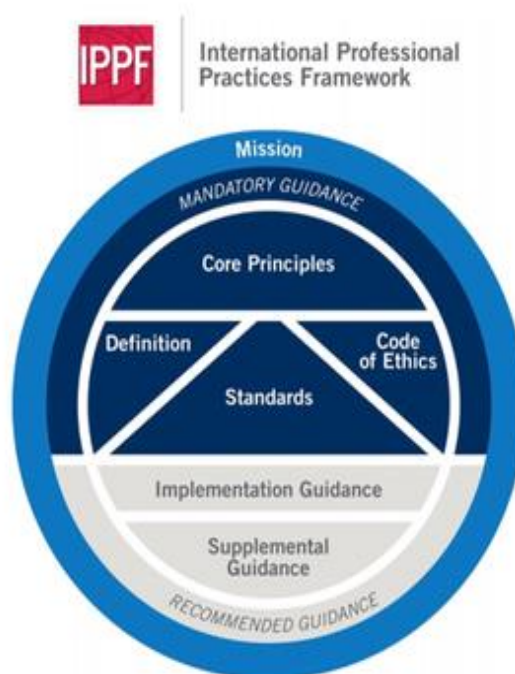 IPPF
International Professional
Practices Framework
Mission
MANDATORY GUIDANCE
Core Principles
Definition
Code
of Ethics
Standards
Implementation Guidance
Supplemental
Guidance
RECOMMENDED GUIDANCE